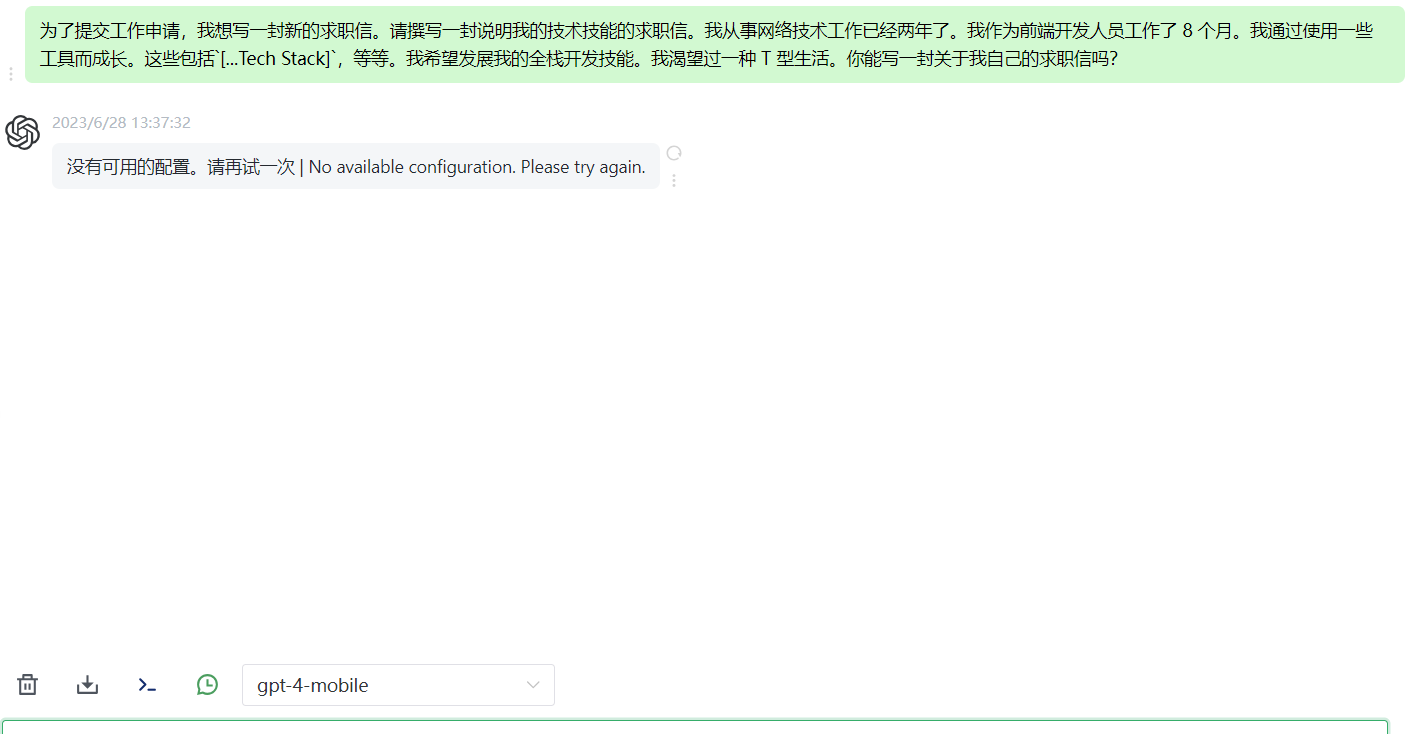 为了提交工作申请，我想写一封新的求职信。请撰写一封说明我的技术技能的求职信。我从事网络技术工作已经两年了。我作为前端开发人员工作了 8 个月。我通过使用一些
工具而成长。这些包括`[...Tech Stack]`，等等。我希望发展我的全栈开发技能。我渴望过一种 T 型生活。你能写一封关于我自己的求职信吗？
2023/6/28 13:37:32
没有可用的配置。请再试一次 | No available configuration. Please try again.
gpt-4-mobile